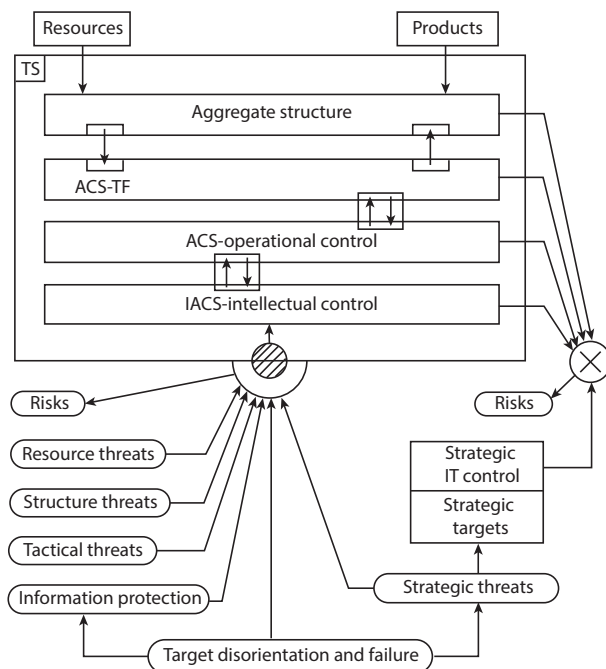 Resources
Products
TS
Aggregate structure
ACS-TF
ACS-operational control
IACS-intellectual control
Risks
Risks
Resource threats
Strategic
IT control
Structure threats
Strategic
targets
Tactical threats
Information protection
Strategic threats
Target disorientation and failure